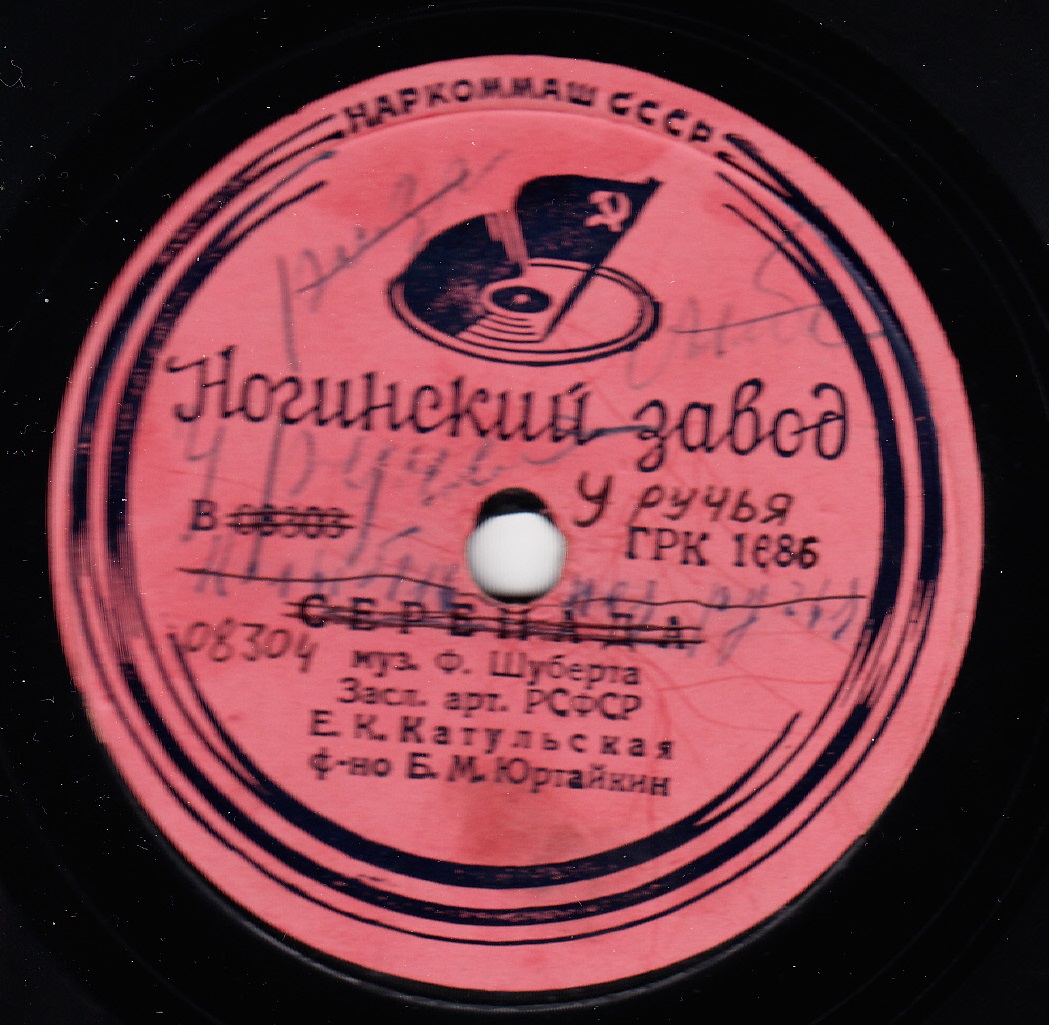 НАРКОММАШ СССР
Ногинский завод
У ручья
В 08303
ГРК 1686
СЕРЕНАДА
08304
муз. Ф. Шуберта
Засл. арт. РСФСР
Е. К. Катульская
ф-но Б. М. Юртайкин